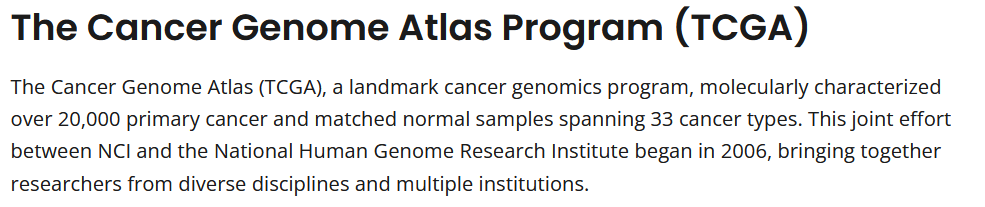 The Cancer Genome Atlas Program (TCGA)
The Cancer Genome Atlas (TCGA), a landmark cancer genomics program, molecularly characterized
over 20,000 primary cancer and matched normal samples spanning 33 cancer types. This joint effort
between NCI and the National Human Genome Research Institute began in 2006, bringing together
researchers from diverse disciplines and multiple institutions.